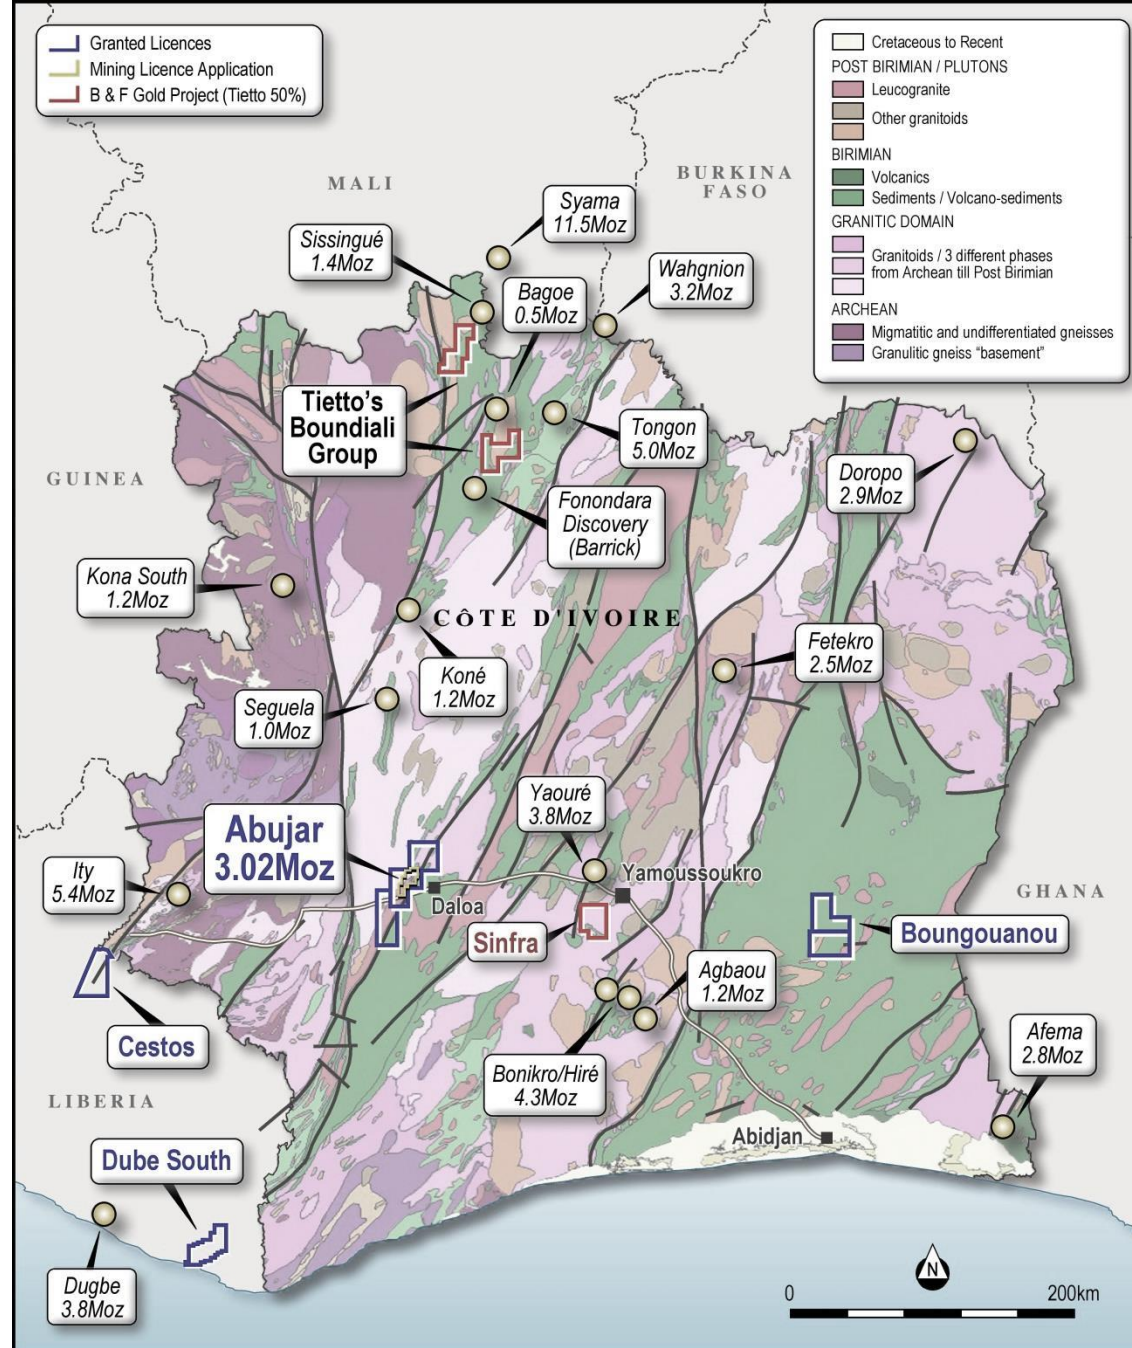 Granted Licences
Mining Licence Application
B & F Gold Project (Tietto 50%)
Cretaceous to Recent
POST BIRIMIAN / PLUTONS
Leucogranite
Other granitoids
BIRIMIAN
Volcanics
Sediments / Volcano-sediments
GRANITIC DOMAIN
Granitoids / 3 different phases
from Archean till Post Birimian
ARCHEAN
Migmatitic and undifferentiated gneisses
Granulitic gneiss “basement”
MALI
BURKINA
FASO
Syama
11.5Moz
Sissingué
1.4Moz
Bagoe
0.5Moz
Wahgnion
3.2Moz
Tietto’s
Boundiali
Group
Tongon
5.0Moz
Doropo
2.9Moz
GUINEA
Fonondara
Discovery
(Barrick)
Kona South
1.2Moz
CÔTE D'IVOIRE
Koné
1.2Moz
Fetekro
2.5Moz
Seguela
1.0Moz
Yaouré
3.8Moz
Abujar
3.02Moz
Ity
5.4Moz
Daloa
Yamoussoukro
GHANA
Sinfra
Boungouanou
Agbaou
1.2Moz
Cestos
Bonikro/Hiré
4.3Moz
Afema
2.8Moz
LIBERIA
Abidjan
Dube South
Dugbe
3.8Moz
N
0 200km